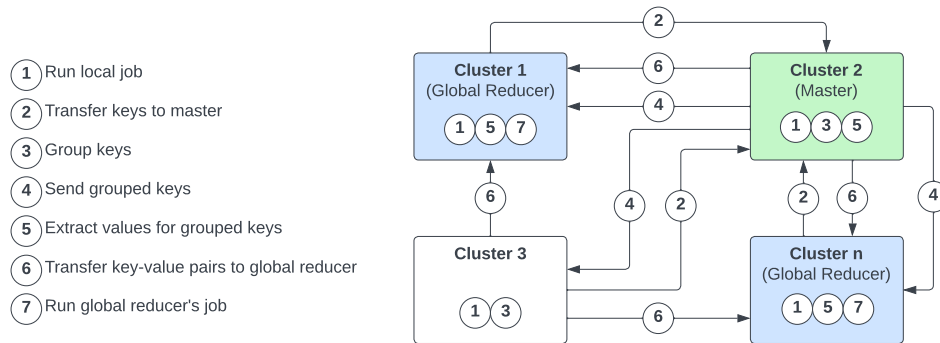 1 Run local job
2 Transfer keys to master
3 Group keys
4 Send grouped keys
5 Extract values for grouped keys
6 Transfer key-value pairs to global reducer
7 Run global reducer's job
2
Cluster 1
(Global Reducer)
1 5 7
6
4
Cluster 2
(Master)
1 3 5
6
4
2
2
6
4
Cluster 3
1 3
6
Cluster n
(Global Reducer)
1 5 7